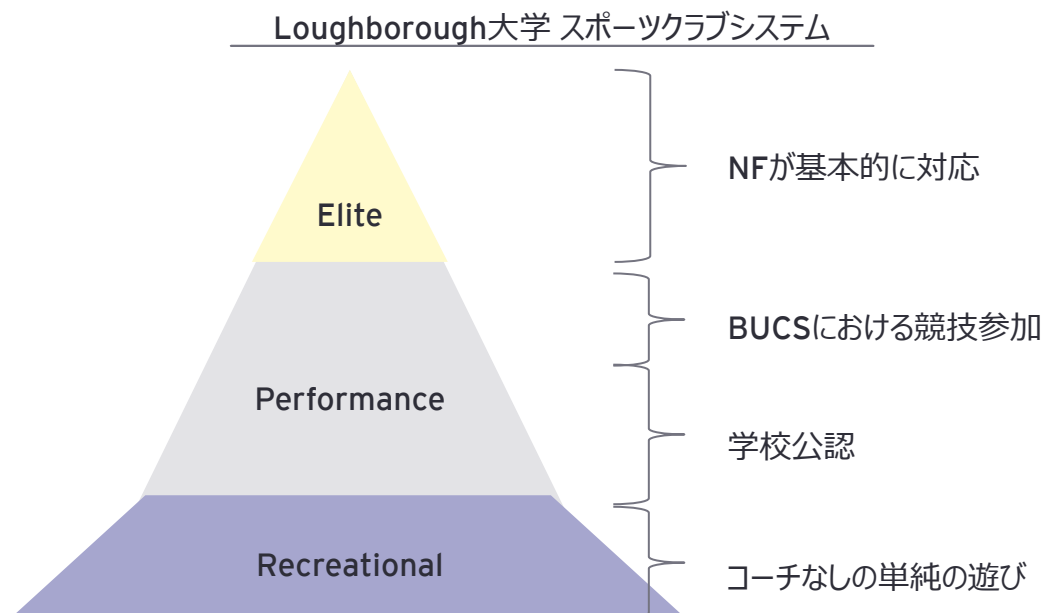 Loughborough大学 スポーツクラブシステム
Elite
NFが基本的に対応
BUCSにおける競技参加
Performance
学校公認
Recreational
コーチなしの単純の遊び